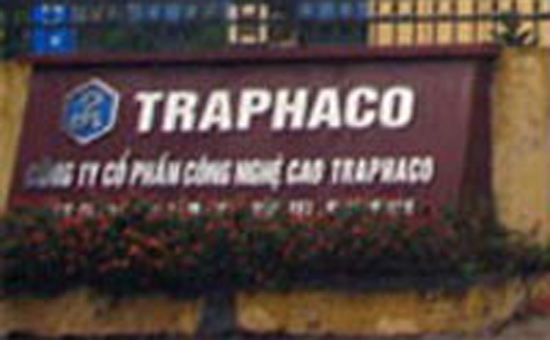 TRAPHACO
CÔNG TY CỔ PHẦN CÔNG NGHỆ CAO TRAPHACO